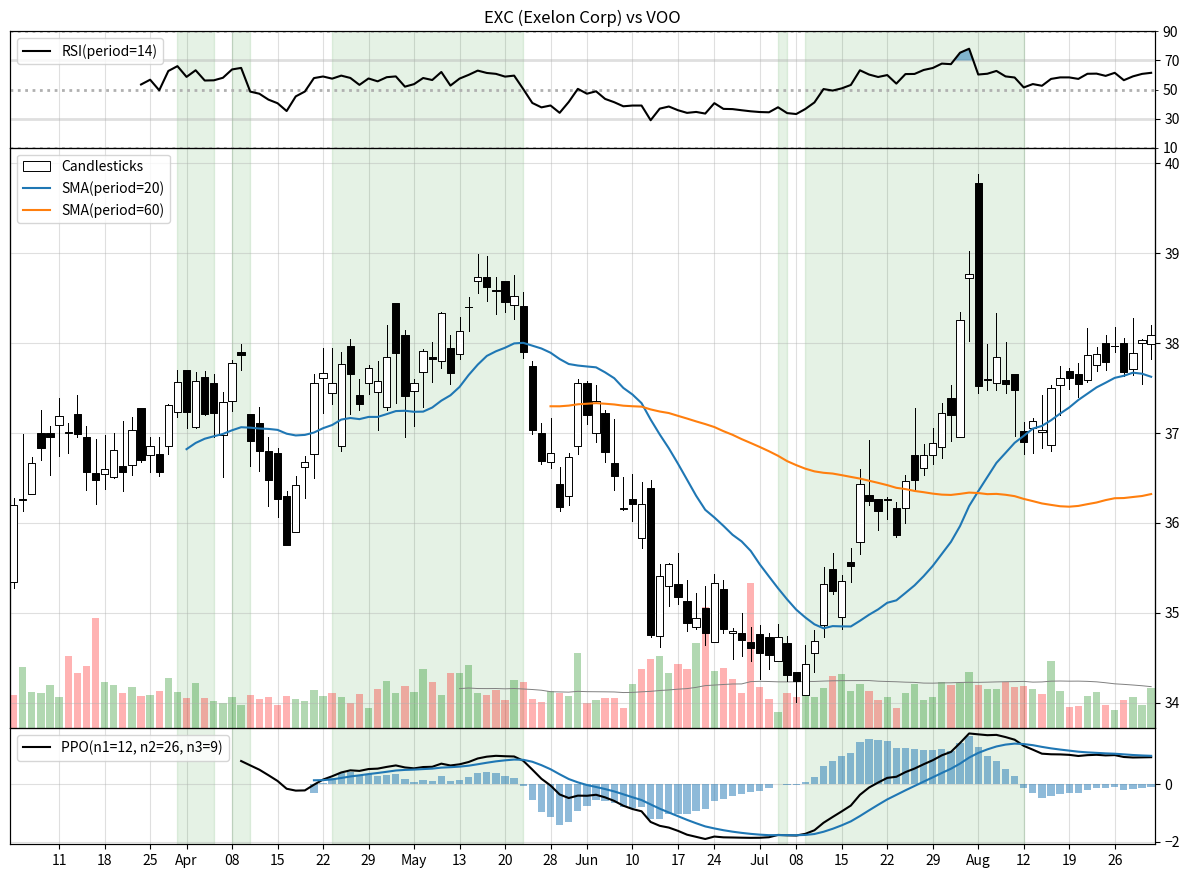 EXC (Exelon Corp) vs VOO
RSI(period=14)
90
70
50
30
10
Candlesticks
SMA(period=20)
SMA(period=60)
40
39
38
37
36
35
34
PPO(n1=12, n2=26, n3=9)
0
−2
11 18 25 Apr 08 15 22 29 May 13 20 28 Jun 10 17 24 Jul 08 15 22 29 Aug 12 19 26